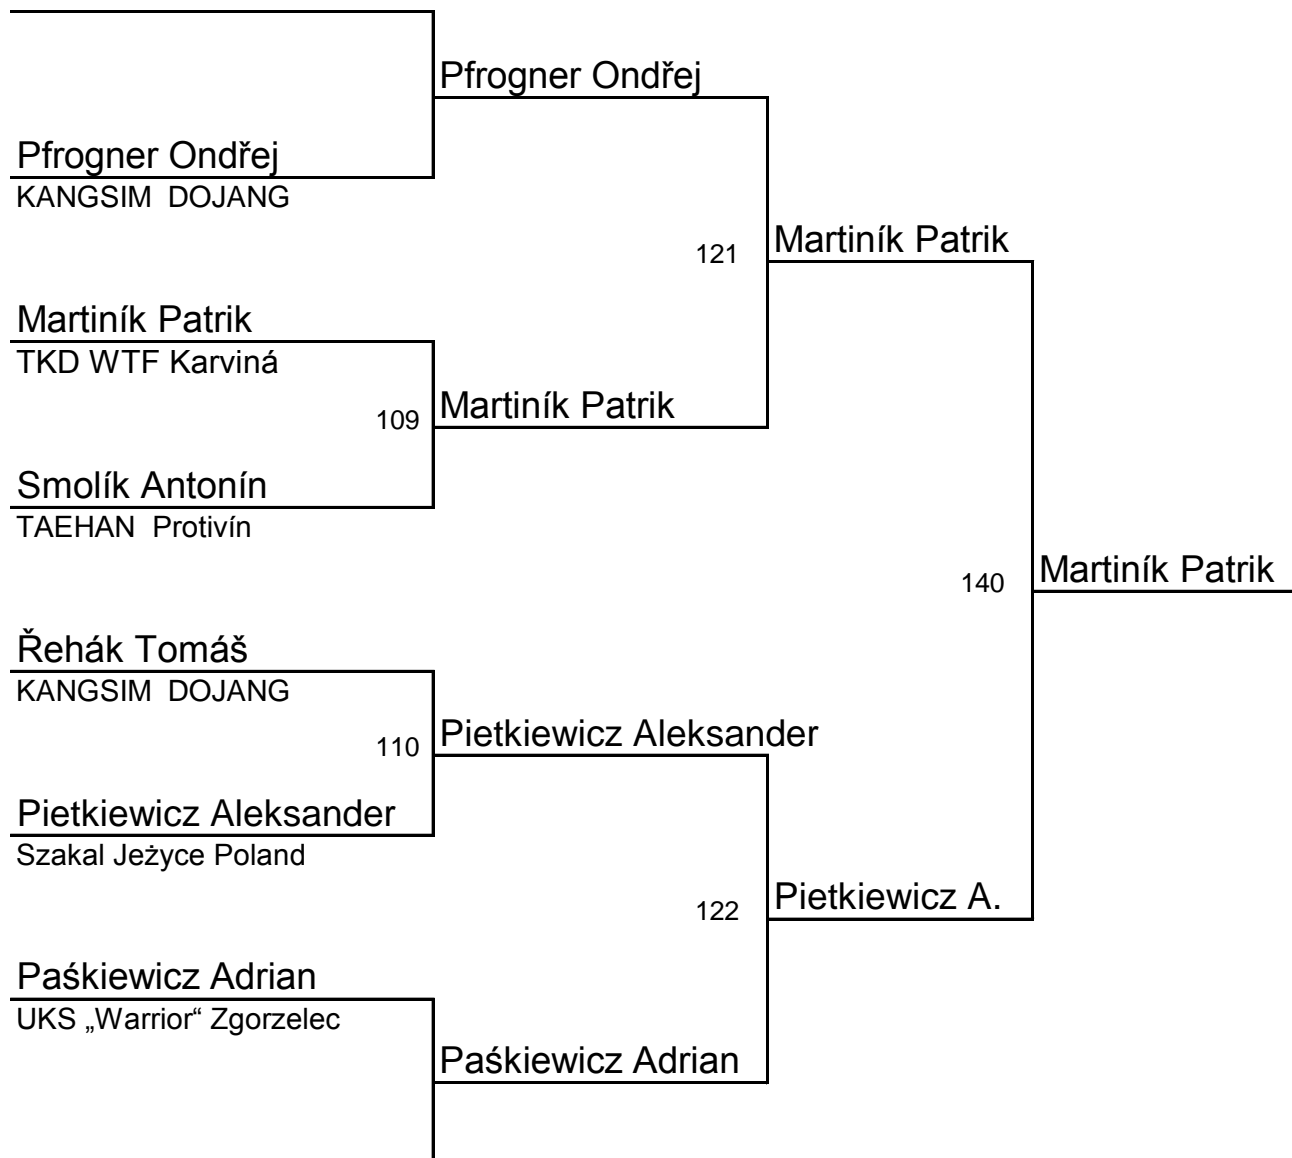 Pfrogner Ondřej
Pfrogner Ondřej
KANGSIM DOJANG
121
Martiník Patrik
Martiník Patrik
TKD WTF Karviná
109
Martiník Patrik
Smolík Antonín
TAEHAN Protivín
140
Martiník Patrik
Řehák Tomáš
KANGSIM DOJANG
110
Pietkiewicz Aleksander
Pietkiewicz Aleksander
Szakal Jeżyce Poland
122
Pietkiewicz A.
Paśkiewicz Adrian
UKS „Warrior“ Zgorzelec
Paśkiewicz Adrian